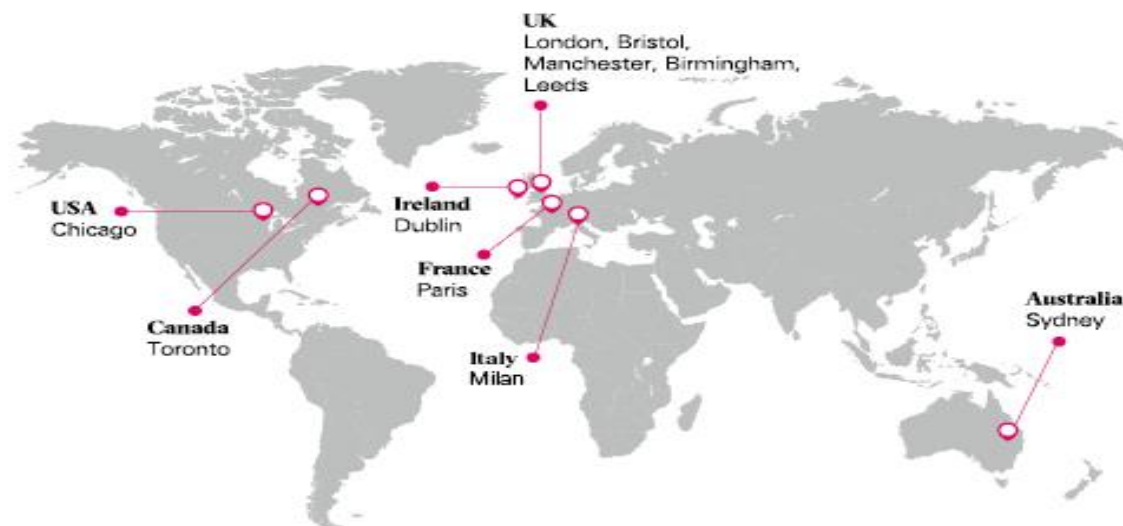 UK
London, Bristol,
Manchester, Birmingham,
Leeds
USA
Chicago
Ireland
Dublin
France
Paris
Canada
Toronto
Italy
Milan
Australia
Sydney